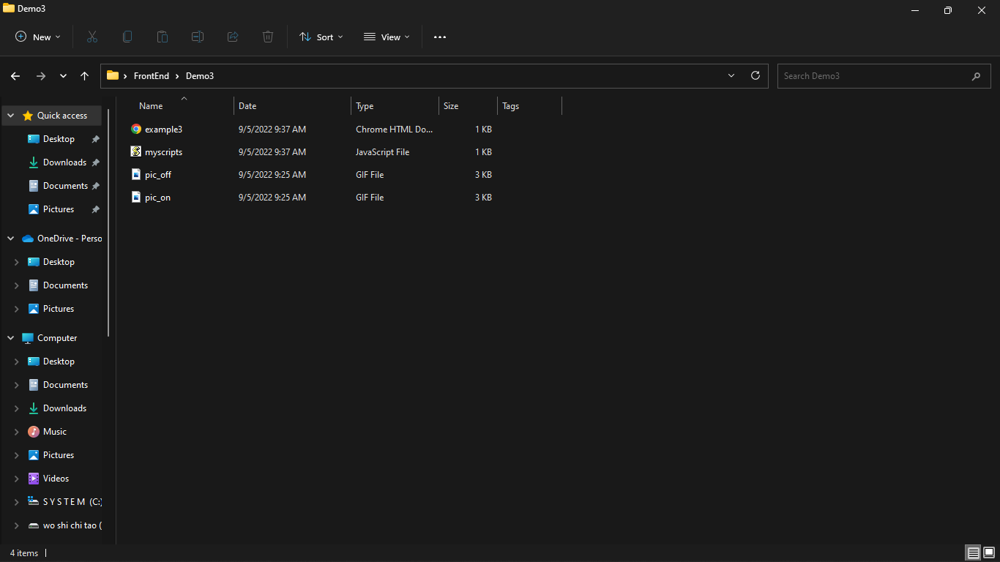 Demo3
New
Sort
View
FrontEnd > Demo3
Search Demo3
Name Date Type Size Tags
example3 9/5/2022 9:37 AM Chrome HTML Do... 1 KB
myscripts 9/5/2022 9:37 AM JavaScript File 1 KB
pic_off 9/5/2022 9:25 AM GIF File 3 KB
pic_on 9/5/2022 9:25 AM GIF File 3 KB
Quick access
Desktop
Downloads
Documents
Pictures
OneDrive - Perso
Desktop
Documents
Pictures
Computer
Desktop
Documents
Downloads
Music
Pictures
Videos
S Y S T E M (C:)
wo shi chi tao (
4 items